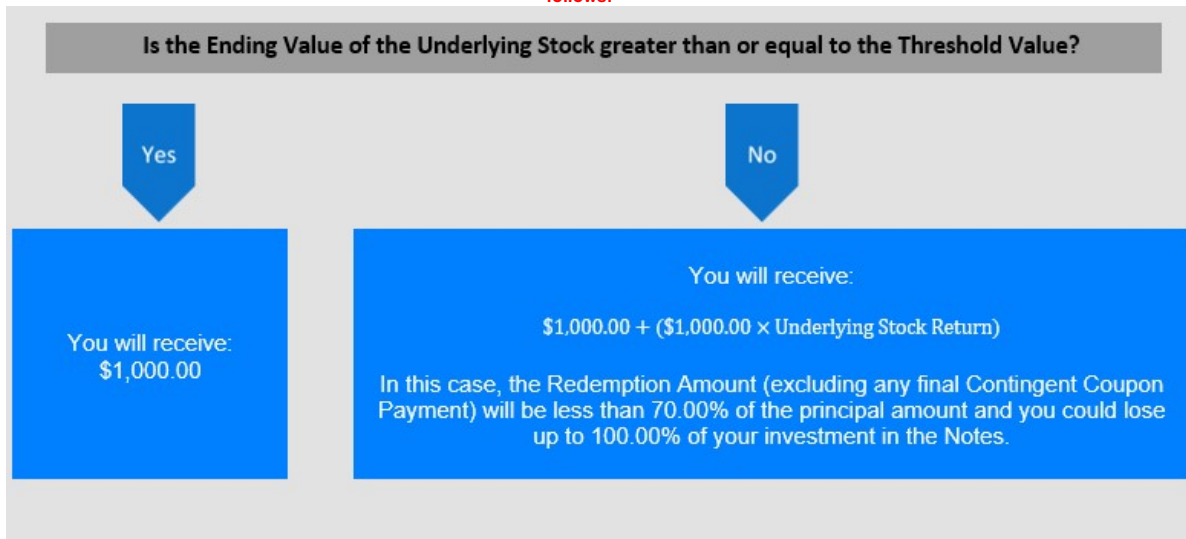 Is the Ending Value of the Underlying Stock greater than or equal to the Threshold Value?
Yes
No
You will receive:
$1,000.00
You will receive:
$1,000.00 + ($1,000.00 × Underlying Stock Return)
In this case, the Redemption Amount (excluding any final Contingent Coupon
Payment) will be less than 70.00% of the principal amount and you could lose
up to 100.00% of your investment in the Notes.